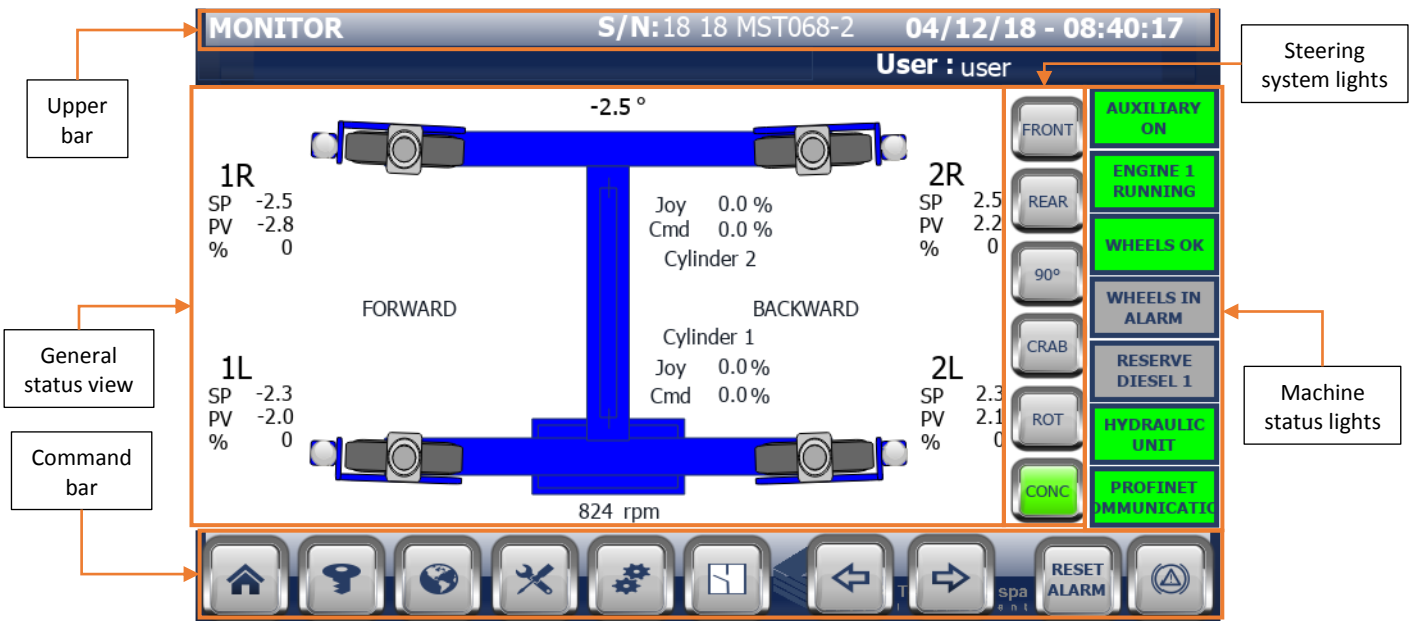 MONITOR S/N:18 18 MST068-2 04/12/18 - 08:40:17
User : user
Upper
bar
Steering
system lights
General
status view
Machine
status lights
Command
bar
-2.5 °
1R
SP -2.5
PV -2.8
% 0
2R
SP 2.5
PV 2.2
% 0
Joy 0.0 %
Cmd 0.0 %
Cylinder 2
FORWARD
BACKWARD
Cylinder 1
Joy 0.0 %
Cmd 0.0 %
1L
SP -2.3
PV -2.0
% 0
2L
SP 2.3
PV 2.1
% 0
824 rpm
FRONT
REAR
90º
CRAB
ROT
CONC
AUXILIARY
ON
ENGINE 1
RUNNING
WHEELS OK
WHEELS IN
ALARM
RESERVE
DIESEL 1
HYDRAULIC
UNIT
PROFINET
OMMUNICATIO
T spa
RESET
ALARM